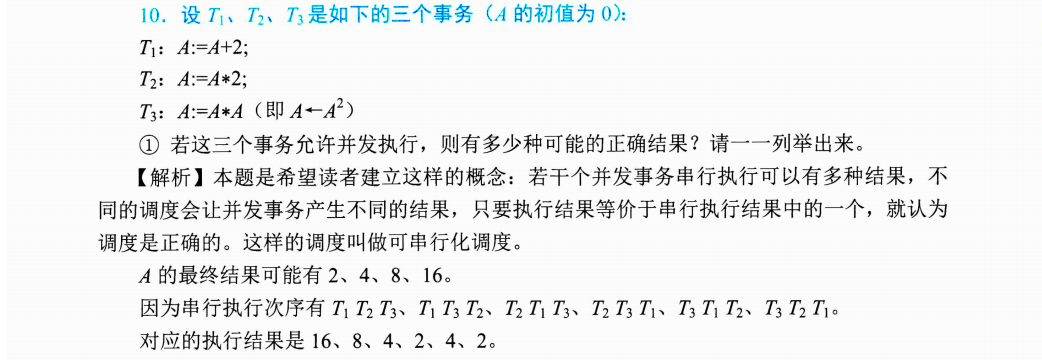 10. 设 T₁、T₂、T₃是如下的三个事务（A 的初值为 0）：
T₁：A:=A+2;
T₂：A:=A*2;
T₃：A:=A*A（即 A←A²）
① 若这三个事务允许并发执行，则有多少种可能的正确结果？请一一列举出来。
【解析】本题是希望读者建立这样的概念：若干个并发事务串行执行可以有多种结果，不
同的调度会让并发事务产生不同的结果，只要执行结果等价于串行执行结果中的一个，就认为
调度是正确的。这样的调度叫做可串行化调度。
A 的最终结果可能有 2、4、8、16。
因为串行执行次序有 T₁ T₂ T₃、T₁ T₃ T₂、T₂ T₁ T₃、T₂ T₃ T₁、T₃ T₁ T₂、T₃ T₂ T₁。
对应的执行结果是 16、8、4、2、4、2。